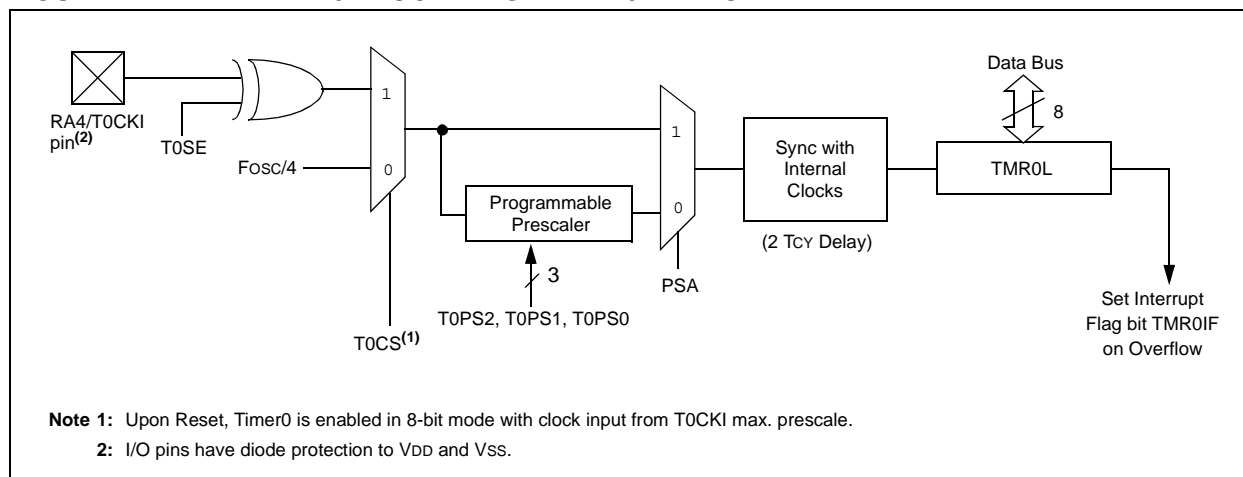 RA4/T0CKI
pin(2)
T0SE
FOSC/4
1
0
T0CS(1)
Programmable
Prescaler
3
T0PS2, T0PS1, T0PS0
1
0
PSA
Sync with
Internal
Clocks
(2 TCY Delay)
Data Bus
8
TMR0L
Set Interrupt
Flag bit TMR0IF
on Overflow
Note 1: Upon Reset, Timer0 is enabled in 8-bit mode with clock input from T0CKI max. prescale.
2: I/O pins have diode protection to VDD and VSS.